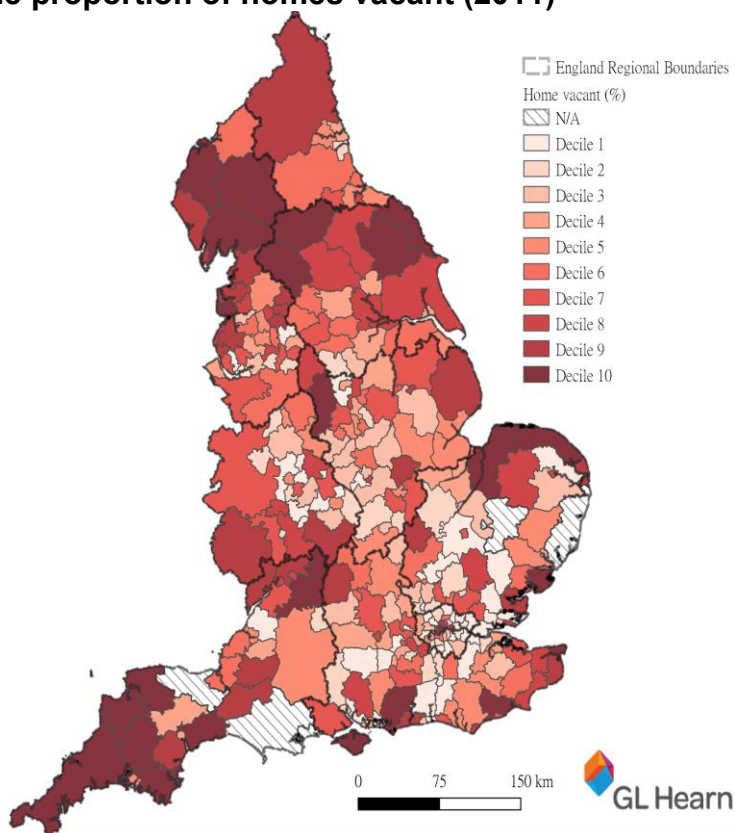 proportion of homes vacant (2011)
England Regional Boundaries
Home vacant (%)
N/A
Decile 1
Decile 2
Decile 3
Decile 4
Decile 5
Decile 6
Decile 7
Decile 8
Decile 9
Decile 10
0 75 150 km
GL Hearn